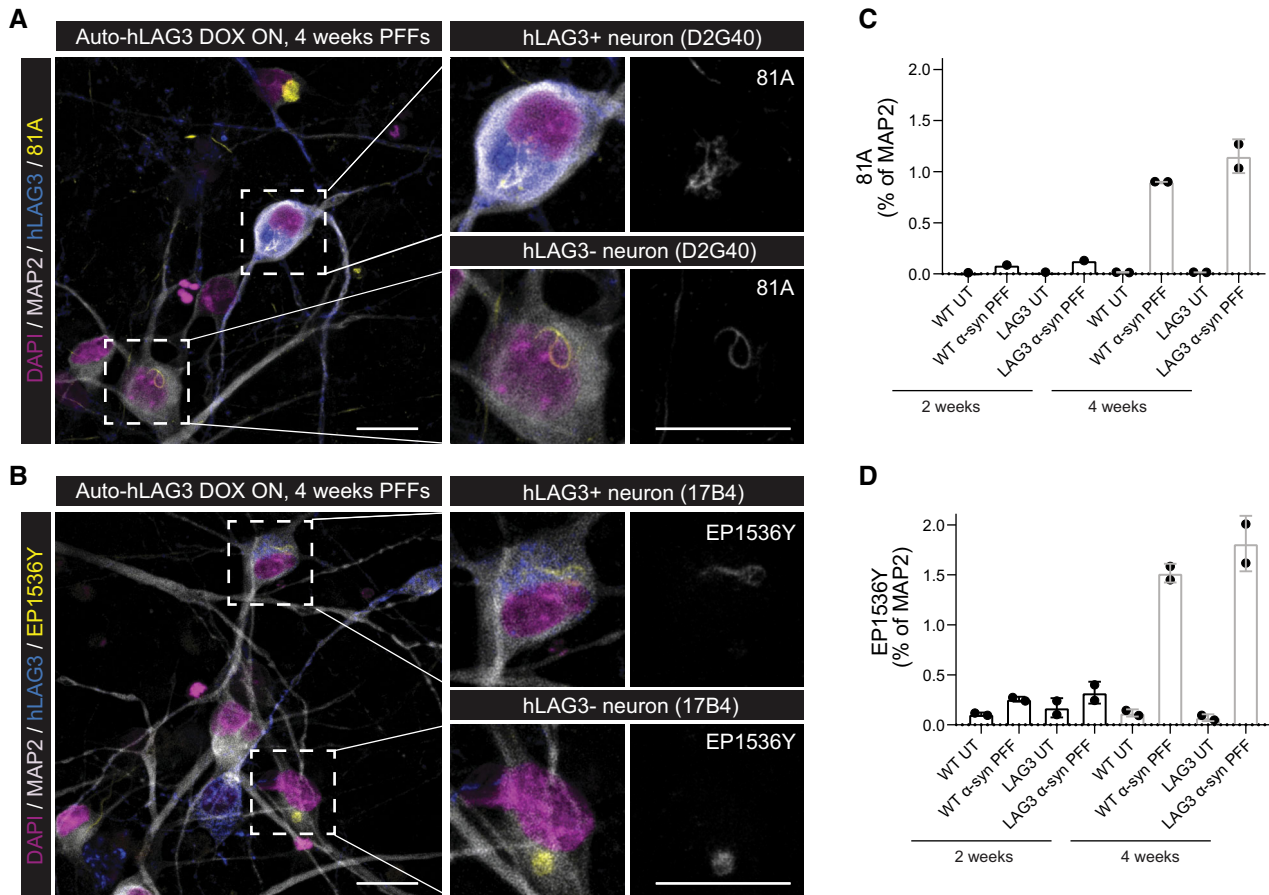 A
Auto-hLAG3 DOX ON, 4 weeks PFFs
hLAG3+ neuron (D2G40)
DAPI / MAP2 / hLAG3 / 81A
81A
hLAG3- neuron (D2G40)
81A
B
Auto-hLAG3 DOX ON, 4 weeks PFFs
hLAG3+ neuron (17B4)
DAPI / MAP2 / hLAG3 / EP1536Y
EP1536Y
hLAG3- neuron (17B4)
EP1536Y
C
81A
(% of MAP2)
2.0
1.5
1.0
0.5
0.0
WT UT
WT α-syn PFF
LAG3 UT
LAG3 α-syn PFF
WT UT
WT α-syn PFF
LAG3 UT
LAG3 α-syn PFF
2 weeks
4 weeks
D
EP1536Y
(% of MAP2)
2.0
1.5
1.0
0.5
0.0
WT UT
WT α-syn PFF
LAG3 UT
LAG3 α-syn PFF
WT UT
WT α-syn PFF
LAG3 UT
LAG3 α-syn PFF
2 weeks
4 weeks